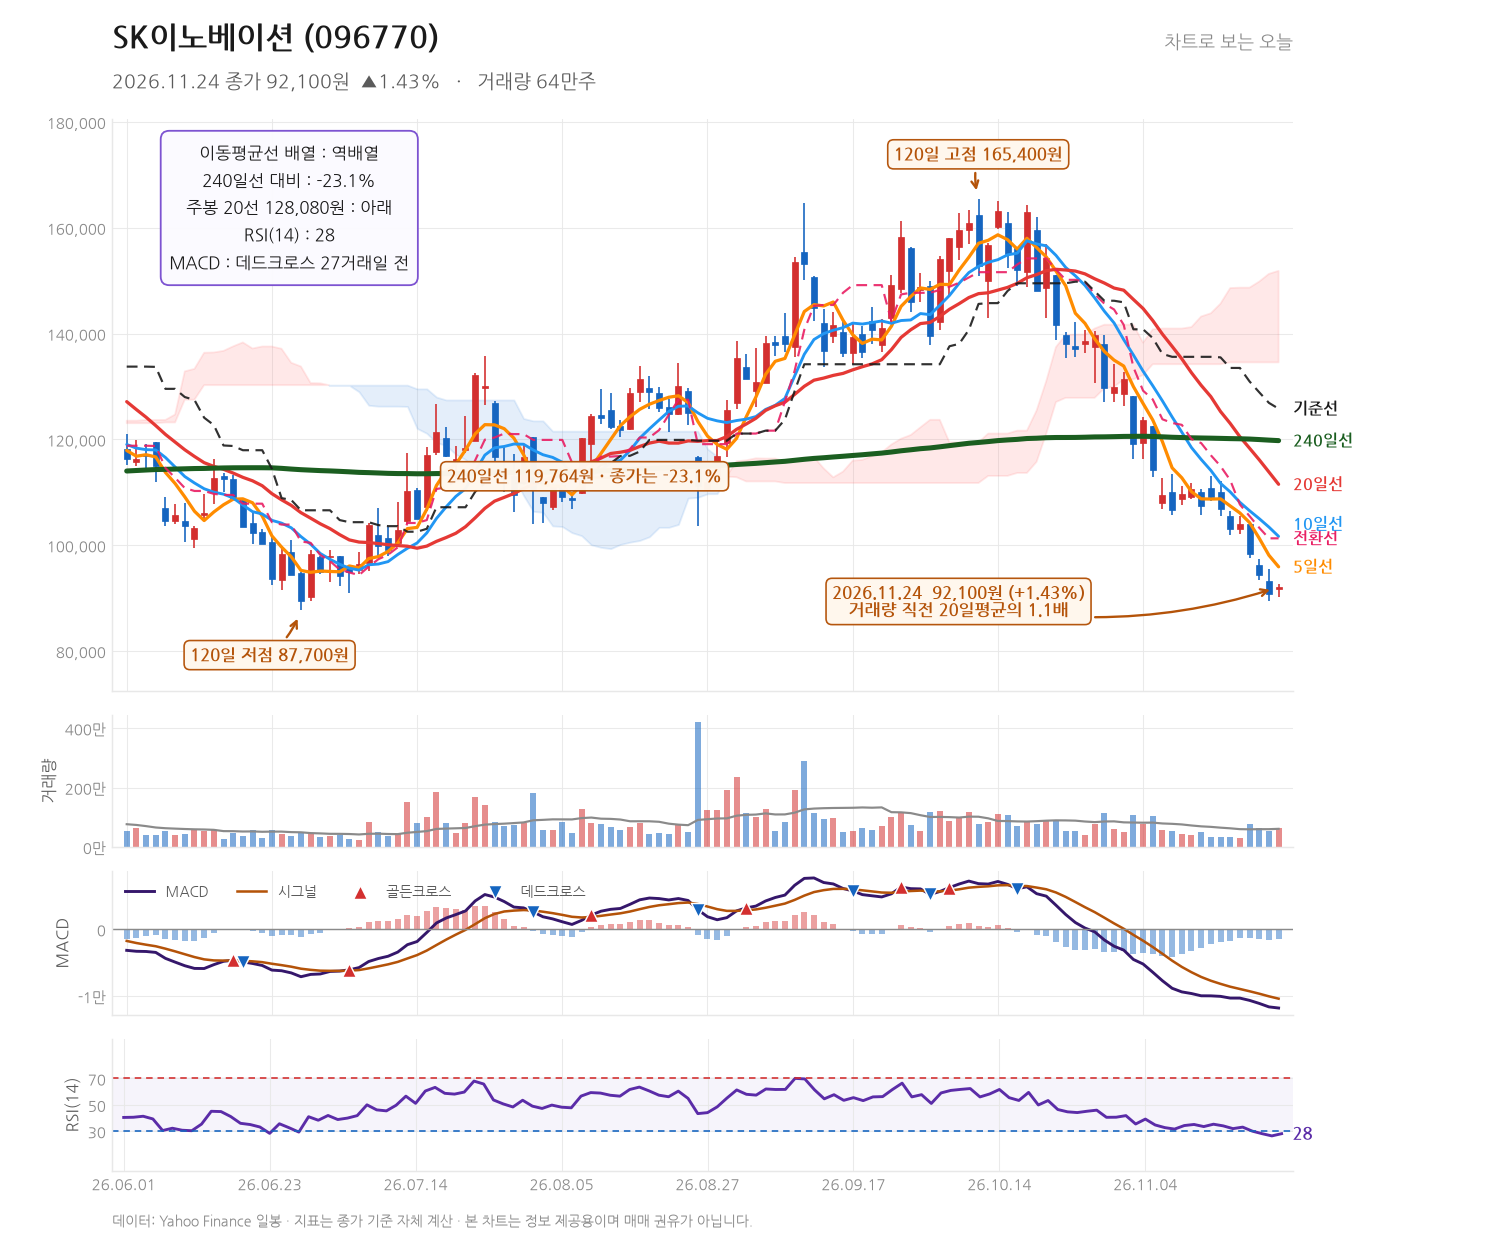 SK이노베이션 (096770)
차트로 보는 오늘
2026.11.24 종가 92,100원 ▲1.43% · 거래량 64만주
180,000
160,000
140,000
120,000
100,000
80,000
이동평균선 배열 : 역배열
240일선 대비 : -23.1%
주봉 20선 128,080원 : 아래
RSI(14) : 28
MACD : 데드크로스 27거래일 전
120일 고점 165,400원
240일선 119,764원 · 종가는 -23.1%
120일 저점 87,700원
2026.11.24 92,100원 (+1.43%)
거래량 직전 20일평균의 1.1배
기준선
240일선
20일선
10일선
전환선
5일선
거래량
400만
200만
0만
MACD
시그널
골든크로스
데드크로스
MACD
0
-1만
RSI(14)
70
50
30
28
26.06.01
26.06.23
26.07.14
26.08.05
26.08.27
26.09.17
26.10.14
26.11.04
데이터: Yahoo Finance 일봉 · 지표는 종가 기준 자체 계산 · 본 차트는 정보 제공용이며 매매 권유가 아닙니다.